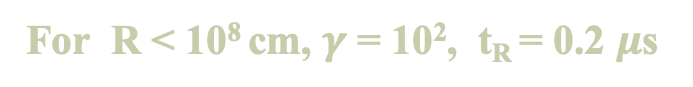 For R < 10⁸ cm, γ = 10², t_R = 0.2 μs